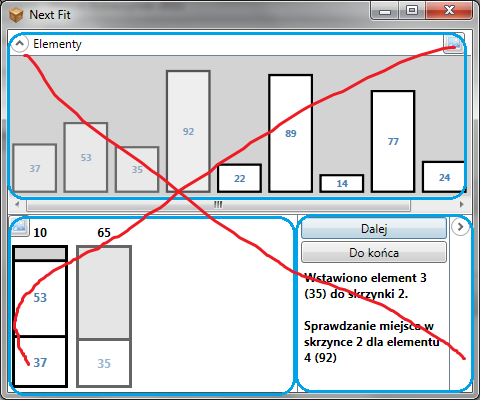 Next Fit
Elementy
37 53 35 92 22 89 14 77 24
10 65
53
37 35
Dalej
Do końca
Wstawiono element 3
(35) do skrzynki 2.
Sprawdzanie miejsca w
skrzynce 2 dla elementu
4 (92)